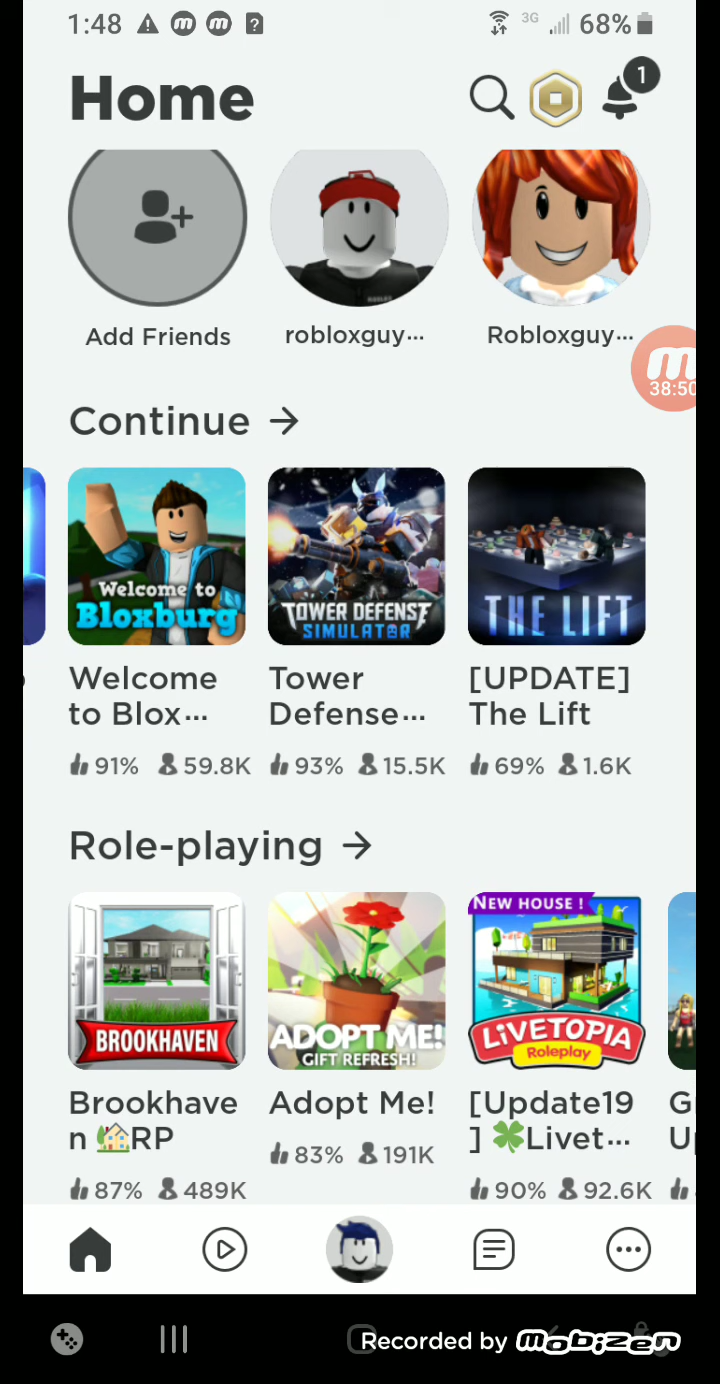 1:48 3G 68%
Home 1
Add Friends robloxguy... Robloxguy...
38:50
Continue →
Welcome to Bloxburg
TOWER DEFENSE SIMULATOR
THE LIFT
Welcome to Blox...
Tower Defense...
[UPDATE] The Lift
91% 59.8K 93% 15.5K 69% 1.6K
Role-playing →
BROOKHAVEN
ADOPT ME!
GIFT REFRESH!
NEW HOUSE !
LIVETOPIA
Roleplay
Brookhaven 🏡RP
Adopt Me!
[Update19] 🍀Livet...
87% 489K 83% 191K 90% 92.6K
Recorded by mobizen